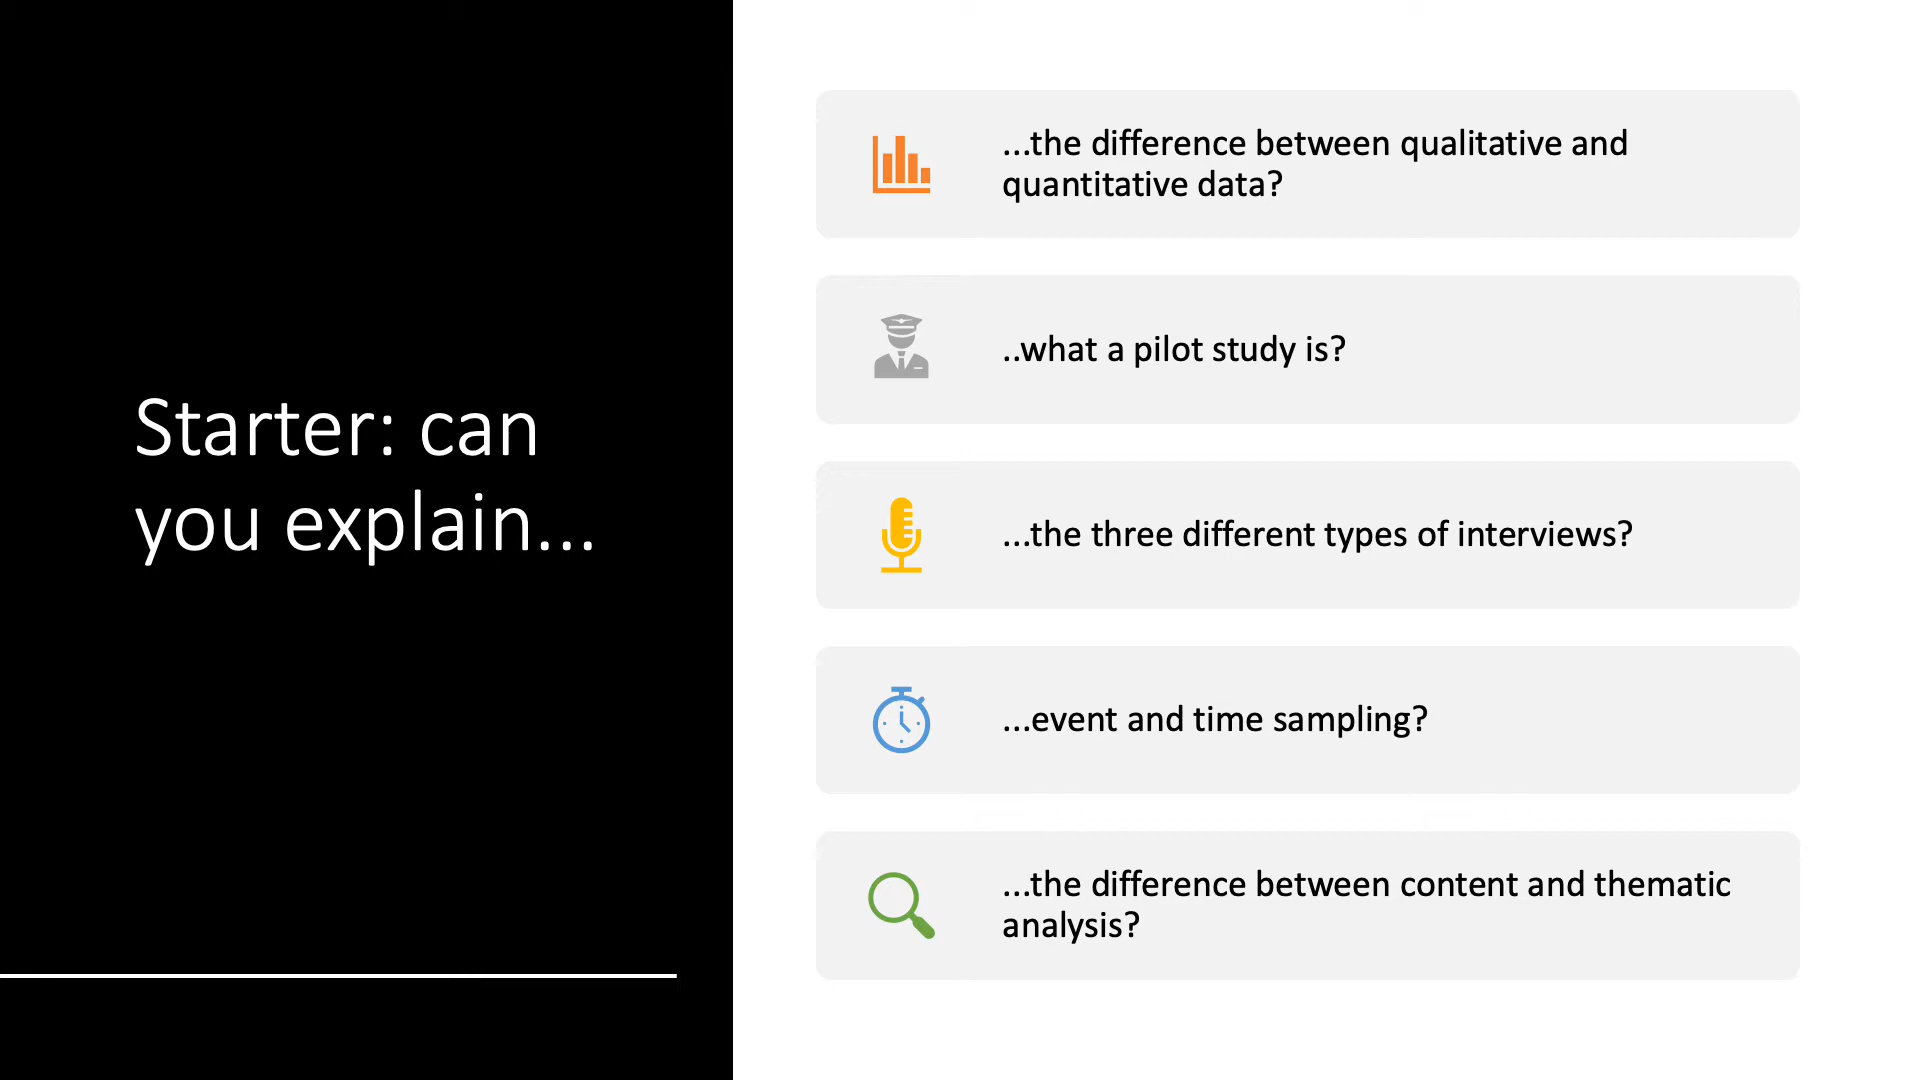 Starter: can
you explain...
...the difference between qualitative and
quantitative data?
..what a pilot study is?
...the three different types of interviews?
...event and time sampling?
...the difference between content and thematic
analysis?